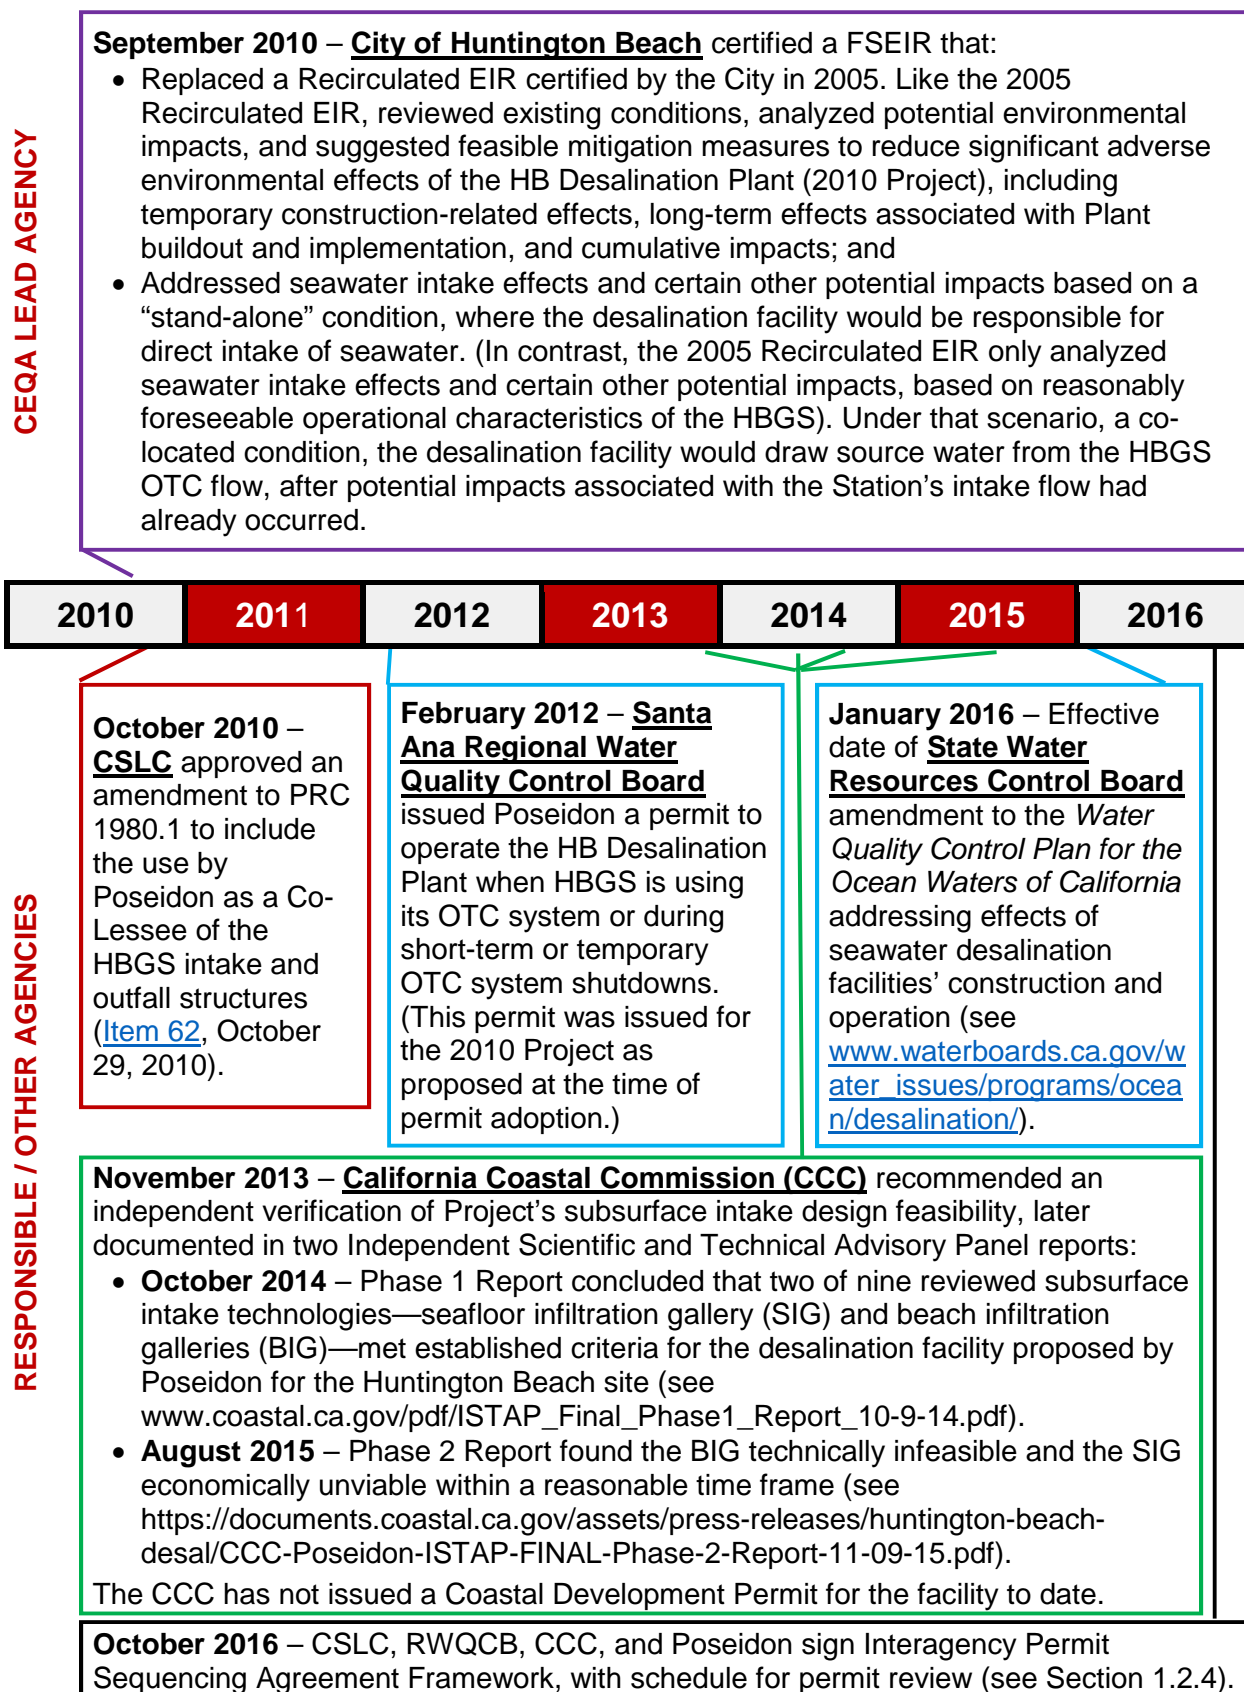 CEQA LEAD AGENCY
September 2010 – City of Huntington Beach certified a FSEIR that:
• Replaced a Recirculated EIR certified by the City in 2005. Like the 2005
Recirculated EIR, reviewed existing conditions, analyzed potential environmental
impacts, and suggested feasible mitigation measures to reduce significant adverse
environmental effects of the HB Desalination Plant (2010 Project), including
temporary construction-related effects, long-term effects associated with Plant
buildout and implementation, and cumulative impacts; and
• Addressed seawater intake effects and certain other potential impacts based on a
“stand-alone” condition, where the desalination facility would be responsible for
direct intake of seawater. (In contrast, the 2005 Recirculated EIR only analyzed
seawater intake effects and certain other potential impacts, based on reasonably
foreseeable operational characteristics of the HBGS). Under that scenario, a co-
located condition, the desalination facility would draw source water from the HBGS
OTC flow, after potential impacts associated with the Station’s intake flow had
already occurred.
2010 2011 2012 2013 2014 2015 2016
RESPONSIBLE / OTHER AGENCIES
October 2010 –
CSLC approved an
amendment to PRC
1980.1 to include
the use by
Poseidon as a Co-
Lessee of the
HBGS intake and
outfall structures
(Item 62, October
29, 2010).
February 2012 – Santa
Ana Regional Water
Quality Control Board
issued Poseidon a permit to
operate the HB Desalination
Plant when HBGS is using
its OTC system or during
short-term or temporary
OTC system shutdowns.
(This permit was issued for
the 2010 Project as
proposed at the time of
permit adoption.)
January 2016 – Effective
date of State Water
Resources Control Board
amendment to the Water
Quality Control Plan for the
Ocean Waters of California
addressing effects of
seawater desalination
facilities’ construction and
operation (see
www.waterboards.ca.gov/w
ater_issues/programs/ocea
n/desalination/).
November 2013 – California Coastal Commission (CCC) recommended an
independent verification of Project’s subsurface intake design feasibility, later
documented in two Independent Scientific and Technical Advisory Panel reports:
• October 2014 – Phase 1 Report concluded that two of nine reviewed subsurface
intake technologies—seafloor infiltration gallery (SIG) and beach infiltration
galleries (BIG)—met established criteria for the desalination facility proposed by
Poseidon for the Huntington Beach site (see
www.coastal.ca.gov/pdf/ISTAP_Final_Phase1_Report_10-9-14.pdf).
• August 2015 – Phase 2 Report found the BIG technically infeasible and the SIG
economically unviable within a reasonable time frame (see
https://documents.coastal.ca.gov/assets/press-releases/huntington-beach-
desal/CCC-Poseidon-ISTAP-FINAL-Phase-2-Report-11-09-15.pdf).
The CCC has not issued a Coastal Development Permit for the facility to date.
October 2016 – CSLC, RWQCB, CCC, and Poseidon sign Interagency Permit
Sequencing Agreement Framework, with schedule for permit review (see Section 1.2.4).